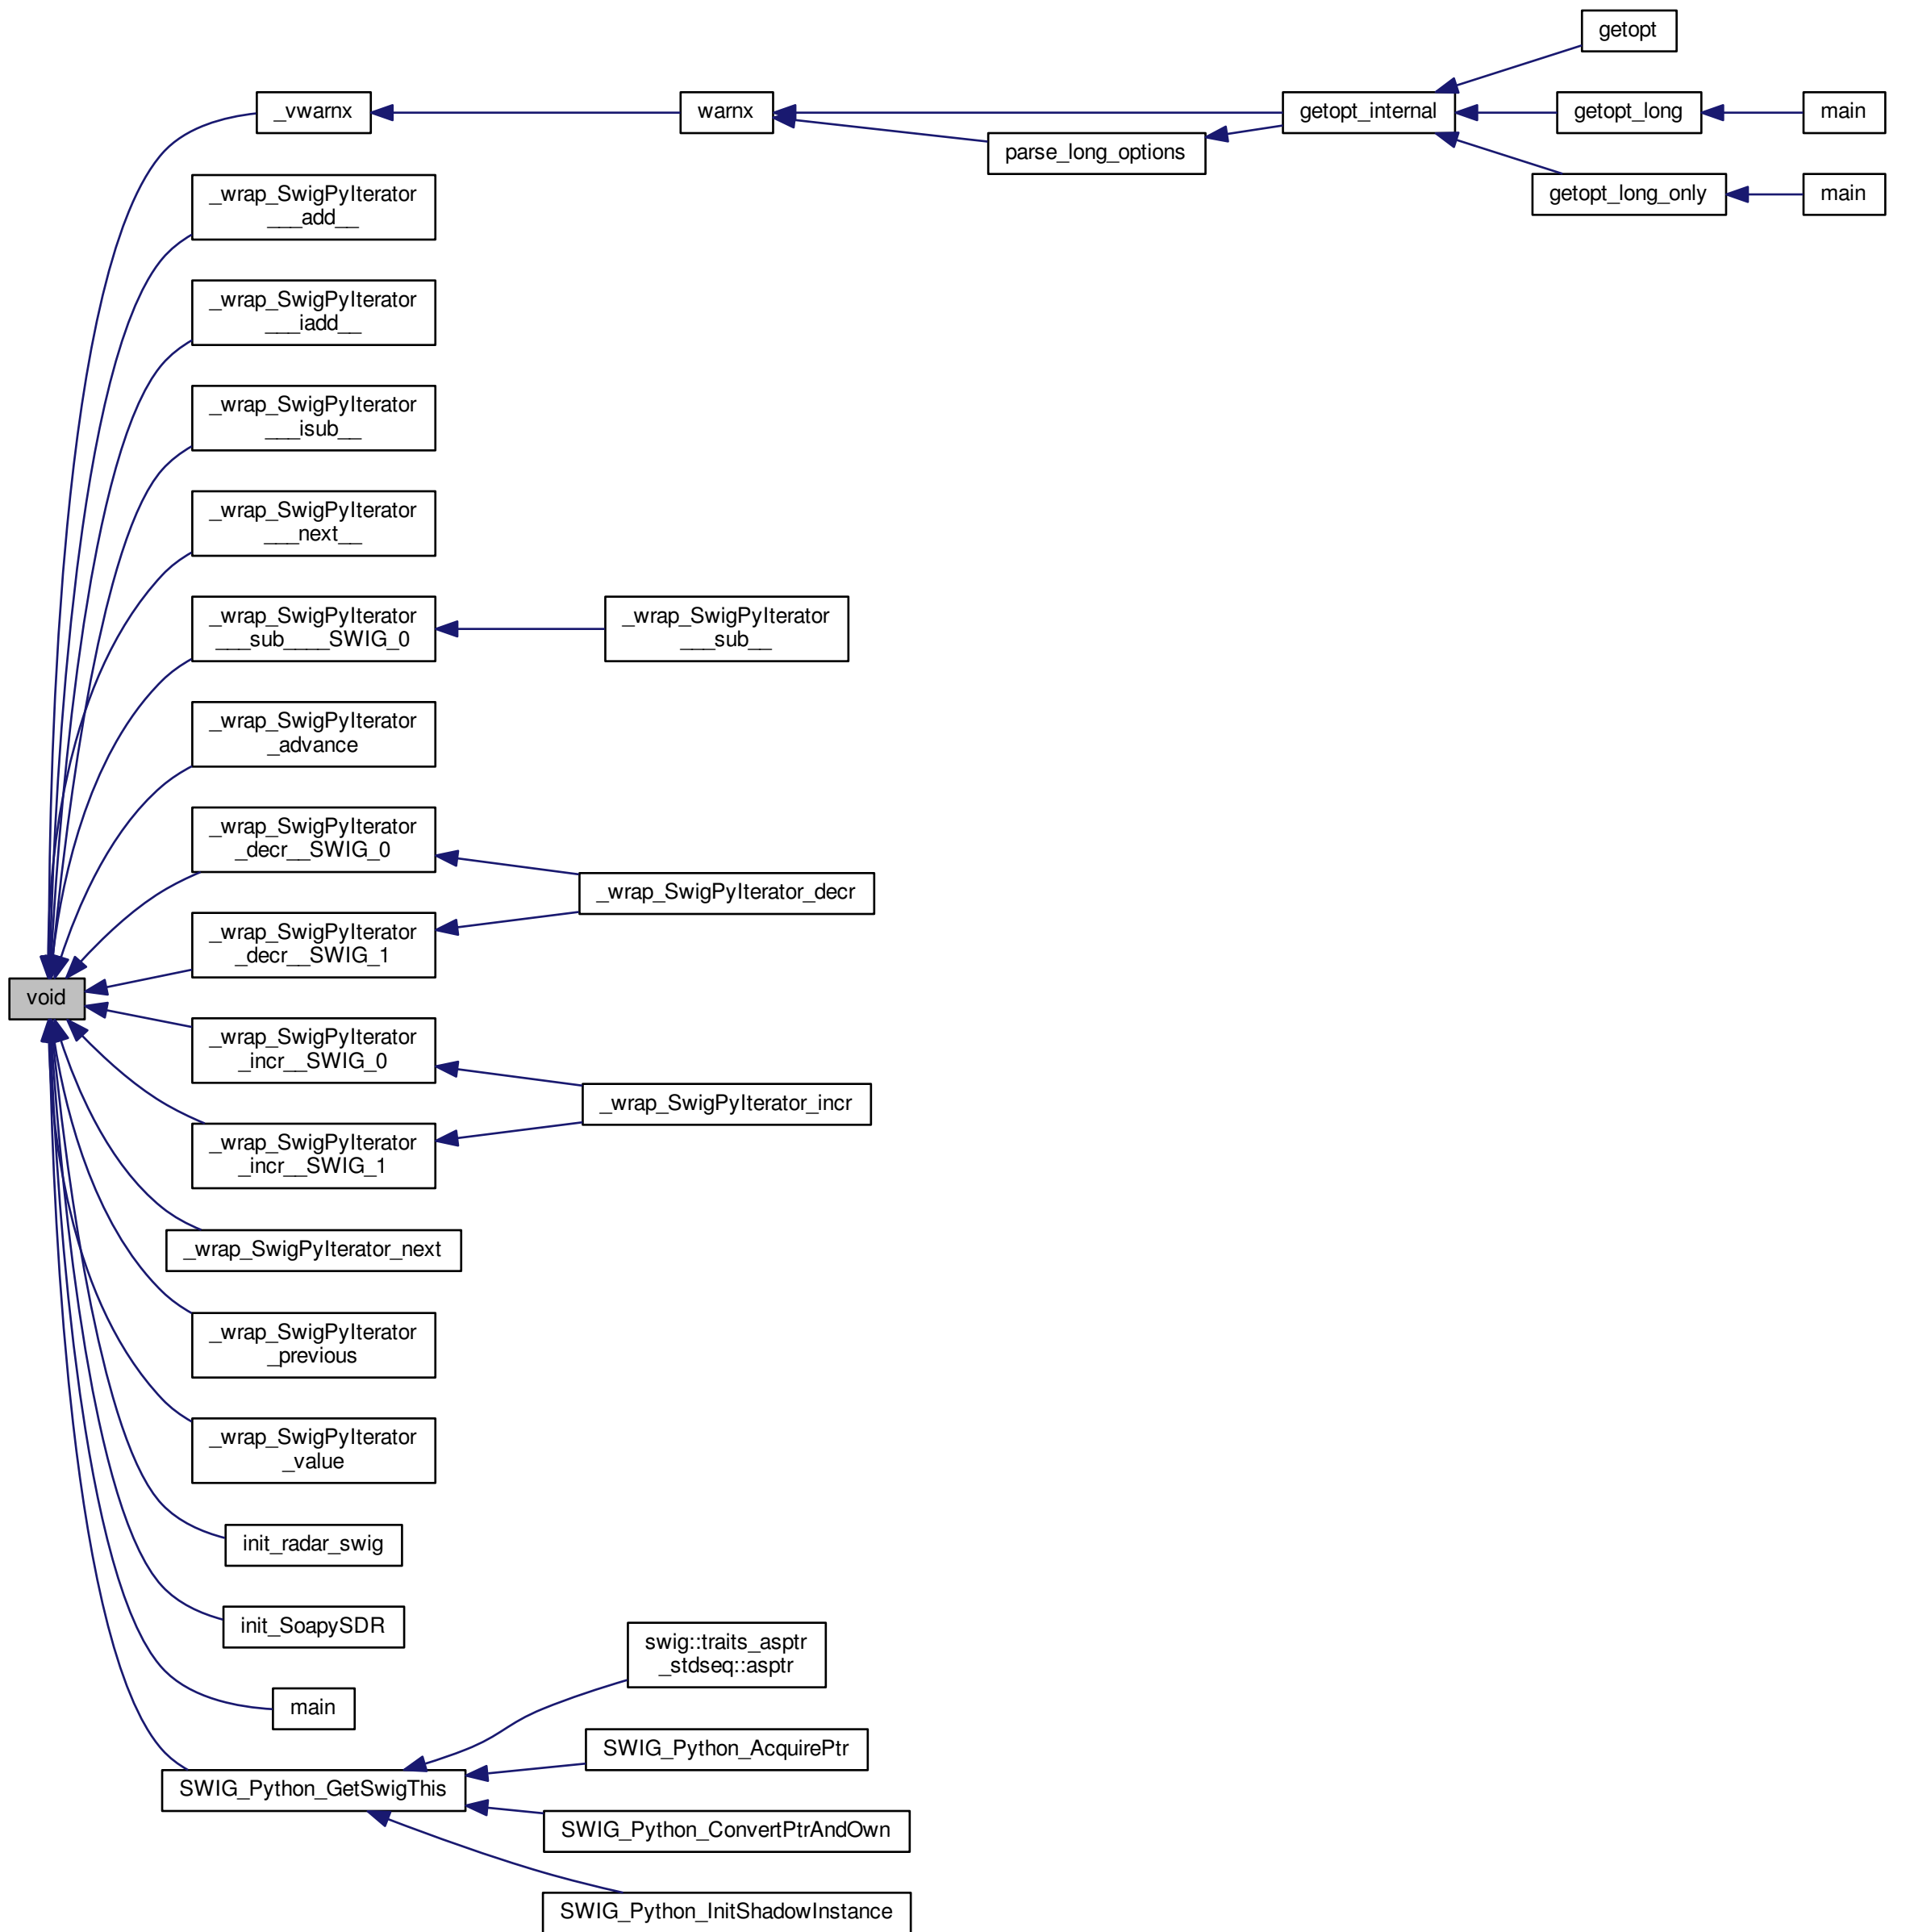 getopt
_vwarnx
warnx
getopt_internal
getopt_long
main
parse_long_options
getopt_long_only
main
_wrap_SwigPyIterator
___add__
_wrap_SwigPyIterator
___iadd__
_wrap_SwigPyIterator
___isub__
_wrap_SwigPyIterator
___next__
_wrap_SwigPyIterator
___sub____SWIG_0
_wrap_SwigPyIterator
___sub__
_wrap_SwigPyIterator
_advance
_wrap_SwigPyIterator
_decr__SWIG_0
_wrap_SwigPyIterator_decr
_wrap_SwigPyIterator
_decr__SWIG_1
void
_wrap_SwigPyIterator
_incr__SWIG_0
_wrap_SwigPyIterator_incr
_wrap_SwigPyIterator
_incr__SWIG_1
_wrap_SwigPyIterator_next
_wrap_SwigPyIterator
_previous
_wrap_SwigPyIterator
_value
init_radar_swig
init_SoapySDR
swig::traits_asptr
_stdseq::asptr
main
SWIG_Python_AcquirePtr
SWIG_Python_GetSwigThis
SWIG_Python_ConvertPtrAndOwn
SWIG_Python_InitShadowInstance